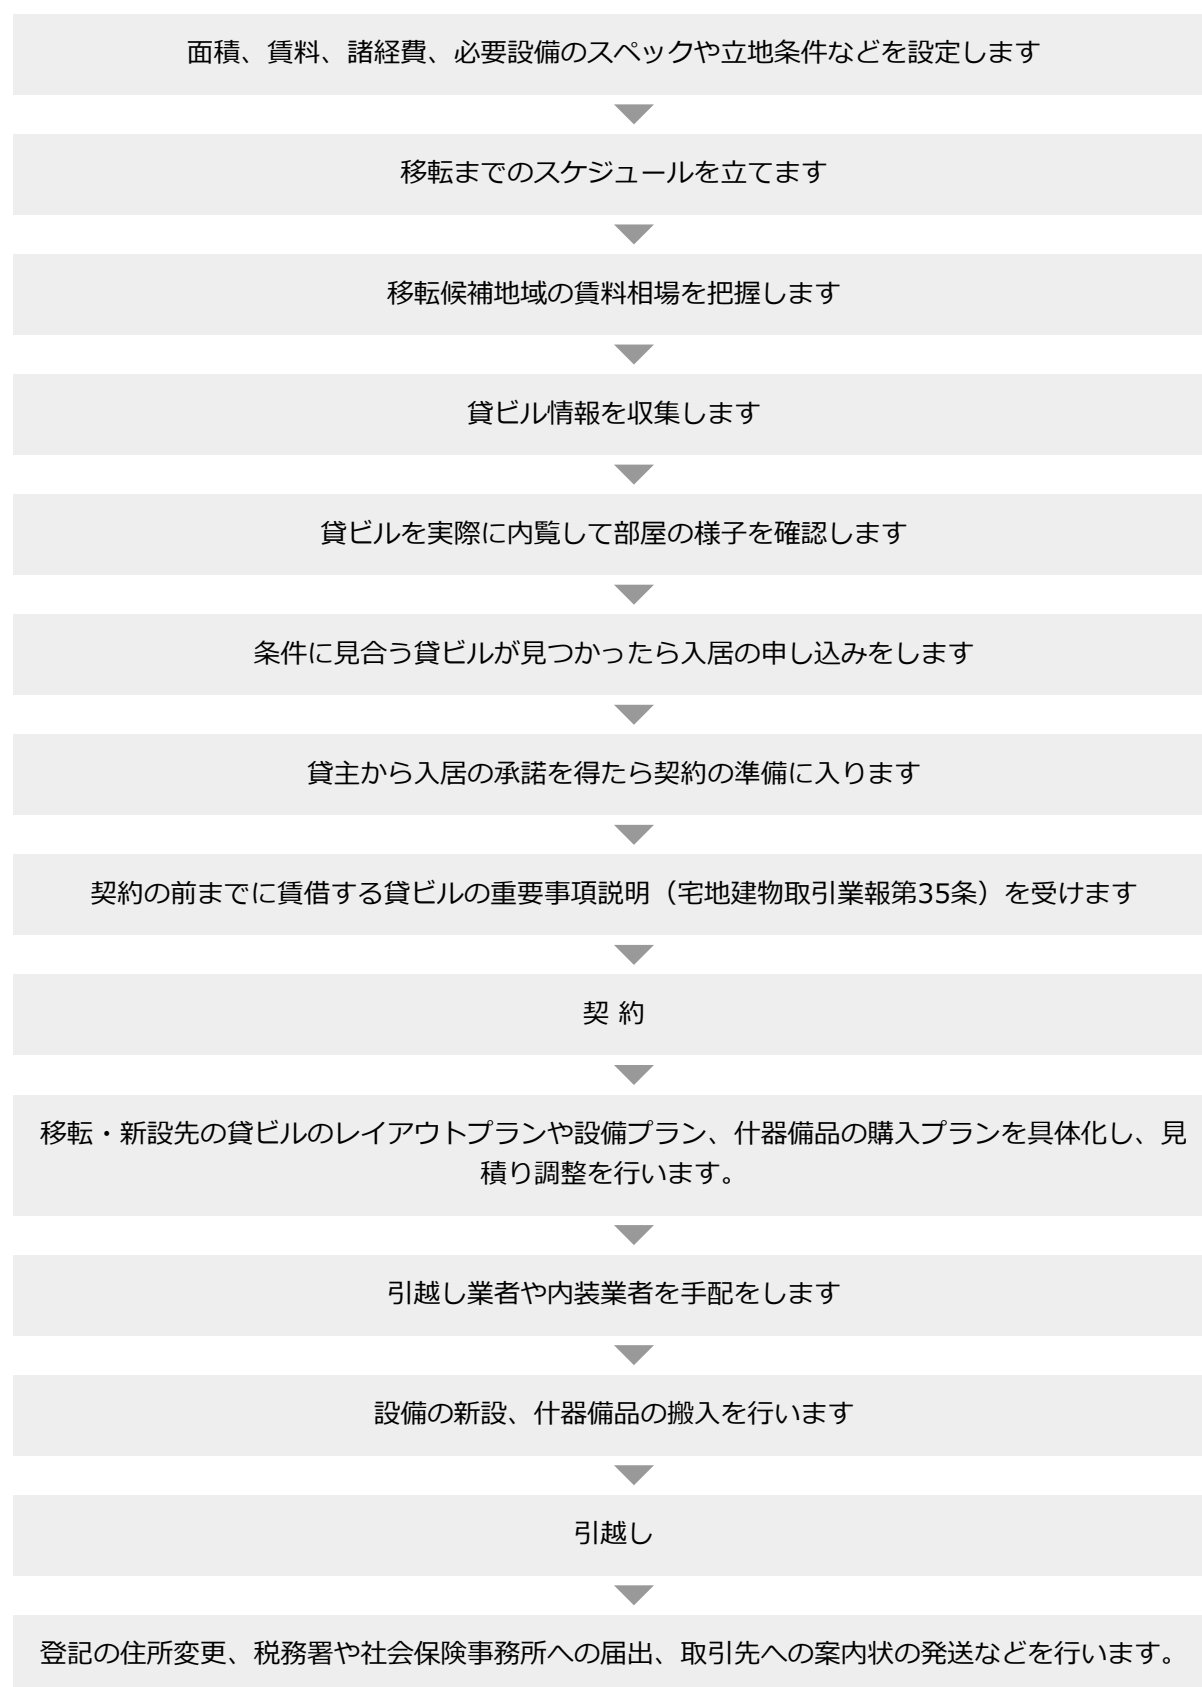 面積、賃料、諸経費、必要設備のスペックや立地条件などを設定します
移転までのスケジュールを立てます
移転候補地域の賃料相場を把握します
貸ビル情報を収集します
貸ビルを実際に内覧して部屋の様子を確認します
条件に見合う貸ビルが見つかったら入居の申し込みをします
貸主から入居の承諾を得たら契約の準備に入ります
契約の前までに賃借する貸ビルの重要事項説明（宅地建物取引業報第35条）を受けます
契 約
移転・新設先の貸ビルのレイアウトプランや設備プラン、什器備品の購入プランを具体化し、見
積り調整を行います。
引越し業者や内装業者を手配をします
設備の新設、什器備品の搬入を行います
引越し
登記の住所変更、税務署や社会保険事務所への届出、取引先への案内状の発送などを行います。